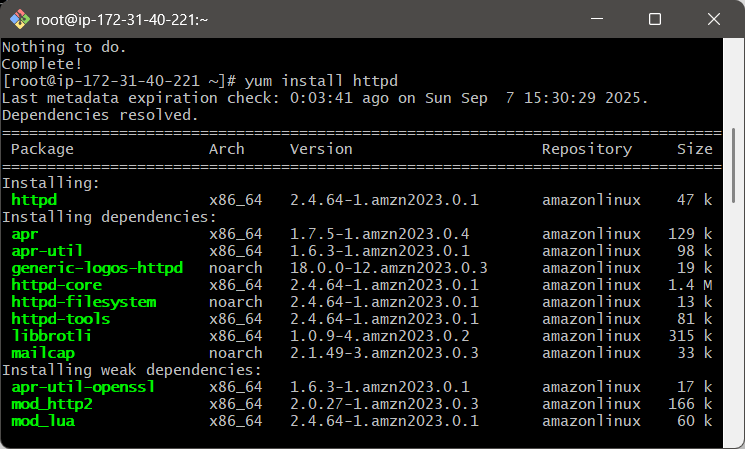 root@ip-172-31-40-221:~
Nothing to do.
Complete!
[root@ip-172-31-40-221 ~]# yum install httpd
Last metadata expiration check: 0:03:41 ago on Sun Sep  7 15:30:29 2025.
Dependencies resolved.
================================================================================
 Package                Arch     Version                     Repository     Size
================================================================================
Installing:
 httpd                  x86_64   2.4.64-1.amzn2023.0.1       amazonlinux    47 k
Installing dependencies:
 apr                    x86_64   1.7.5-1.amzn2023.0.4        amazonlinux   129 k
 apr-util               x86_64   1.6.3-1.amzn2023.0.1        amazonlinux    98 k
 generic-logos-httpd    noarch   18.0.0-12.amzn2023.0.3      amazonlinux    19 k
 httpd-core             x86_64   2.4.64-1.amzn2023.0.1       amazonlinux   1.4 M
 httpd-filesystem       noarch   2.4.64-1.amzn2023.0.1       amazonlinux    13 k
 httpd-tools            x86_64   2.4.64-1.amzn2023.0.1       amazonlinux    81 k
 libbrotli              x86_64   1.0.9-4.amzn2023.0.2        amazonlinux   315 k
 mailcap                noarch   2.1.49-3.amzn2023.0.3       amazonlinux    33 k
Installing weak dependencies:
 apr-util-openssl       x86_64   1.6.3-1.amzn2023.0.1        amazonlinux    17 k
 mod_http2              x86_64   2.0.27-1.amzn2023.0.3       amazonlinux   166 k
 mod_lua                x86_64   2.4.64-1.amzn2023.0.1       amazonlinux    60 k